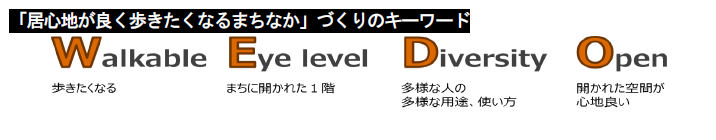 「居心地が良く歩きたくなるまちなか」づくりのキーワード
Walkable Eye level Diversity Open
歩きたくなる まちに開かれた1階 多様な人の 開かれた空間が
多様な用途、使い方 心地良い